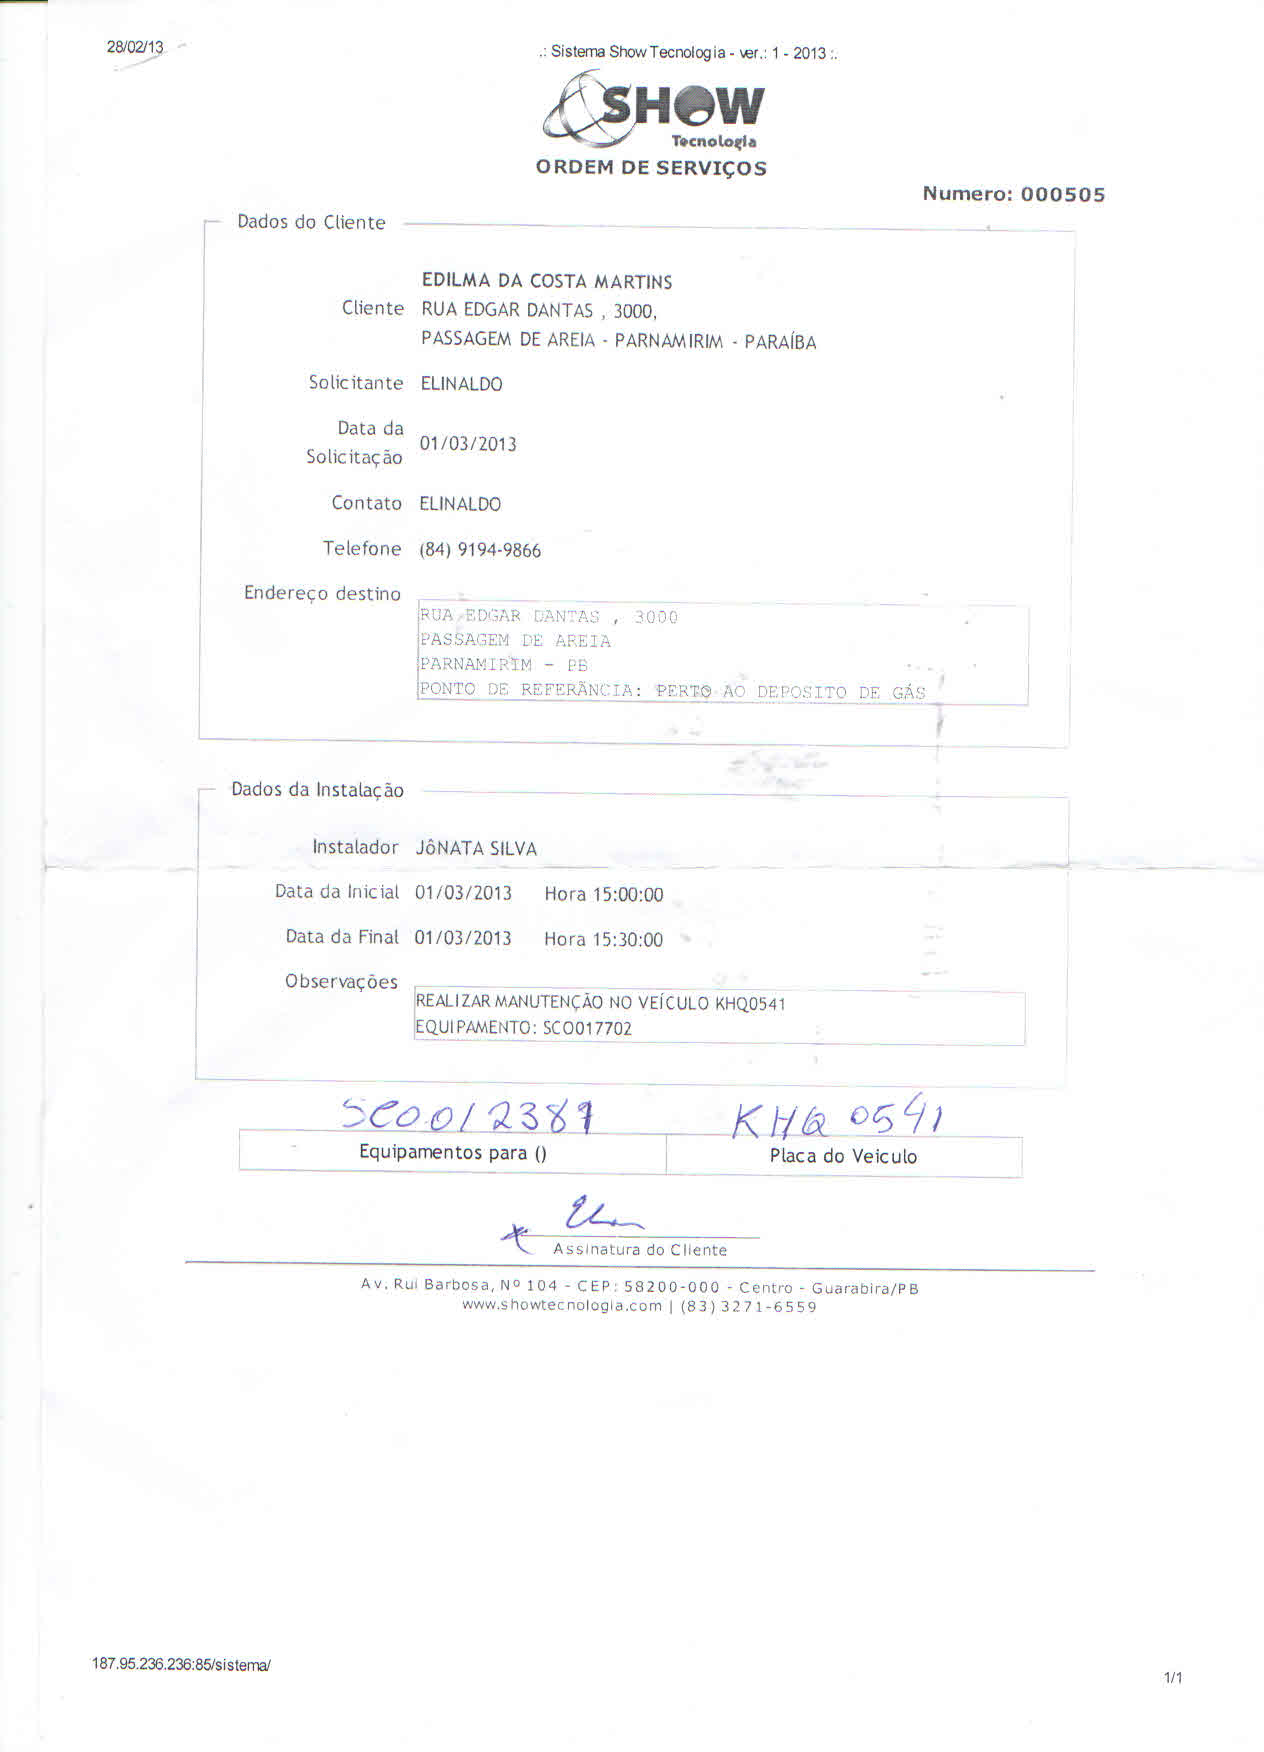 28/02/13
.: Sistema Show Tecnologia - ver.: 1 - 2013 :.
SHOW
Tecnologia
ORDEM DE SERVIÇOS
Numero: 000505
Dados do Cliente
EDILMA DA COSTA MARTINS
Cliente RUA EDGAR DANTAS , 3000,
PASSAGEM DE AREIA - PARNAMIRIM - PARAÍBA
Solicitante ELINALDO
Data da
Solicitação 01/03/2013
Contato ELINALDO
Telefone (84) 9194-9866
Endereço destino
RUA EDGAR DANTAS , 3000
PASSAGEM DE AREIA
PARNAMIRIM - PB
PONTO DE REFERÂNCIA: PERTO AO DEPOSITO DE GÁS
Dados da Instalação
Instalador JÔNATA SILVA
Data da Inicial 01/03/2013 Hora 15:00:00
Data da Final 01/03/2013 Hora 15:30:00
Observações
REALIZAR MANUTENÇÃO NO VEÍCULO KHQ0541
EQUIPAMENTO: SCO017702
KHQ 0541
Equipamentos para () Placa do Veiculo
Assinatura do Cliente
Av. Rui Barbosa, Nº 104 - CEP: 58200-000 - Centro - Guarabira/PB
www.showtecnologia.com | (83) 3271-6559
187.95.236.236:85/sistema/
1/1